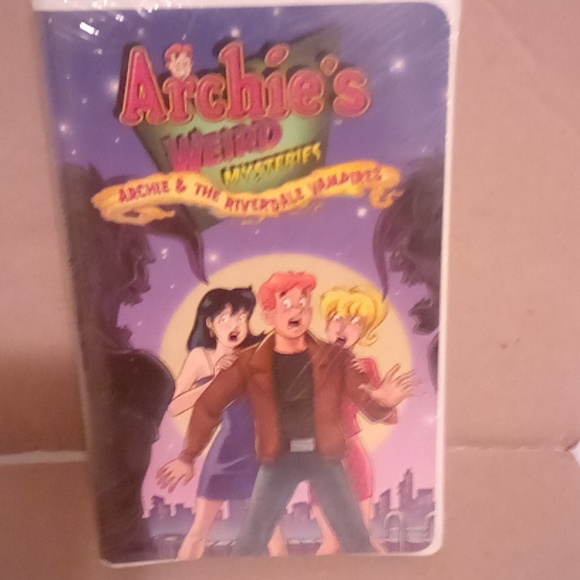 Archie's
WEIRD
MYSTERIES
ARCHIE & THE RIVERDALE VAMPIRES